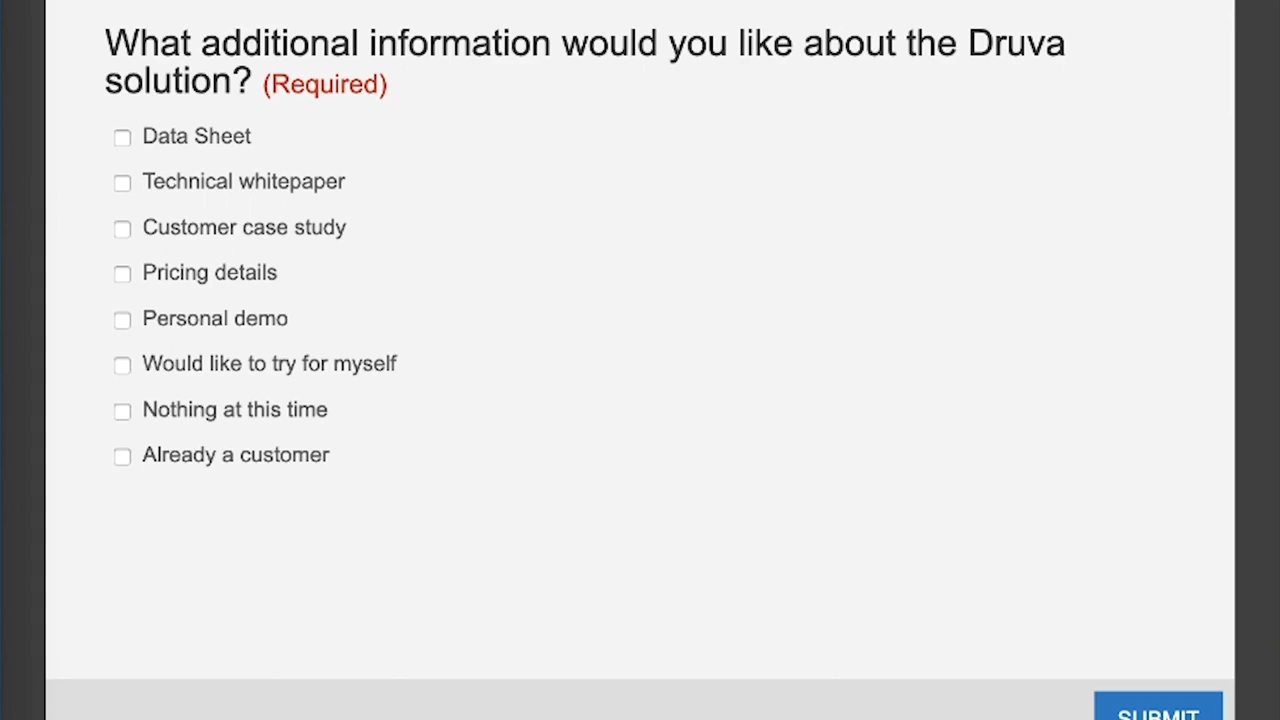 What additional information would you like about the Druva
solution? (Required)
Data Sheet
Technical whitepaper
Customer case study
Pricing details
Personal demo
Would like to try for myself
Nothing at this time
Already a customer
SUBMIT